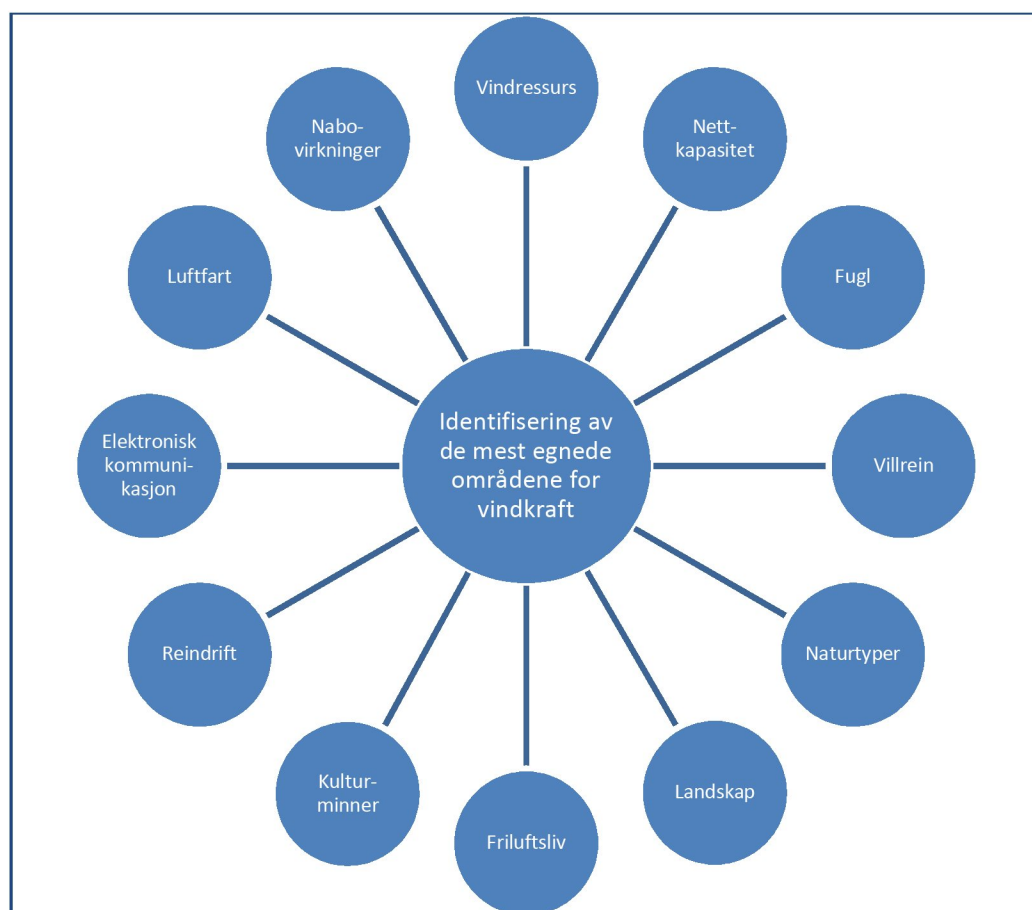 Vindressurs
Nett-
kapasitet
Fugl
Villrein
Naturtyper
Landskap
Friluftsliv
Kultur-
minner
Reindrift
Elektronisk
kommuni-
kasjon
Luftfart
Nabo-
virkninger
Identifisering av
de mest egnede
områdene for
vindkraft